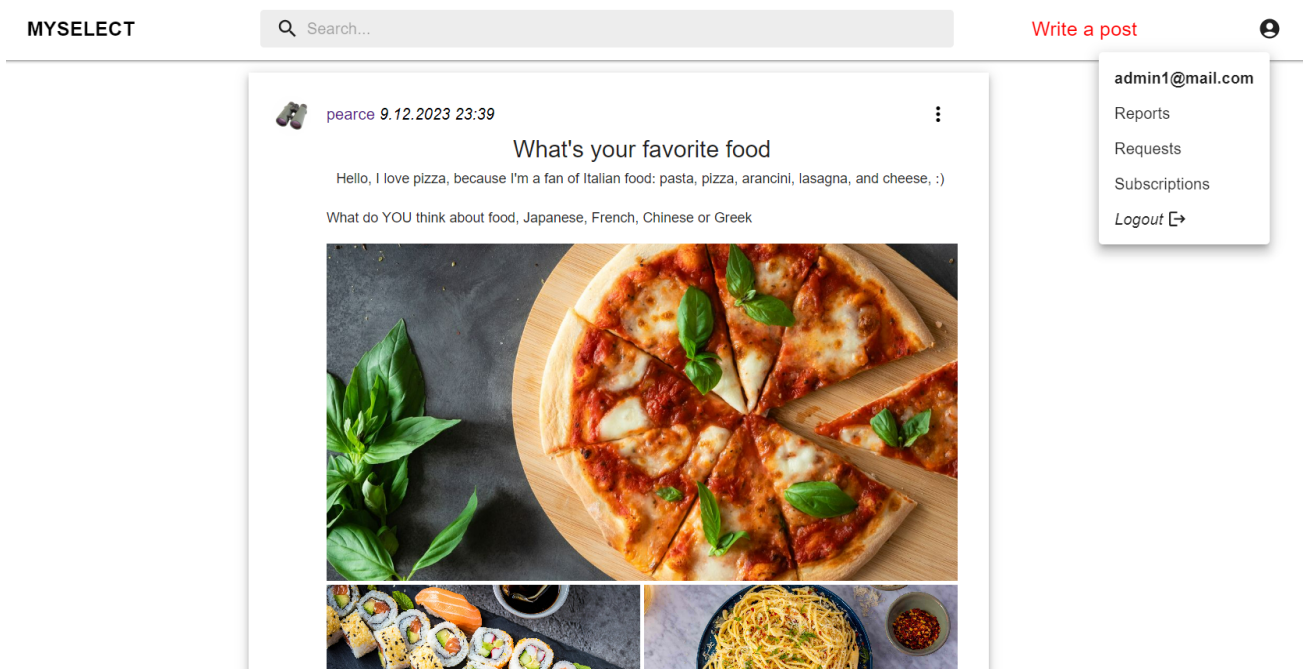 MYSELECT
Search...
Write a post
admin1@mail.com
Reports
Requests
Subscriptions
Logout
pearce 9.12.2023 23:39
What's your favorite food
Hello, I love pizza, because I'm a fan of Italian food: pasta, pizza, arancini, lasagna, and cheese, :)
What do YOU think about food, Japanese, French, Chinese or Greek